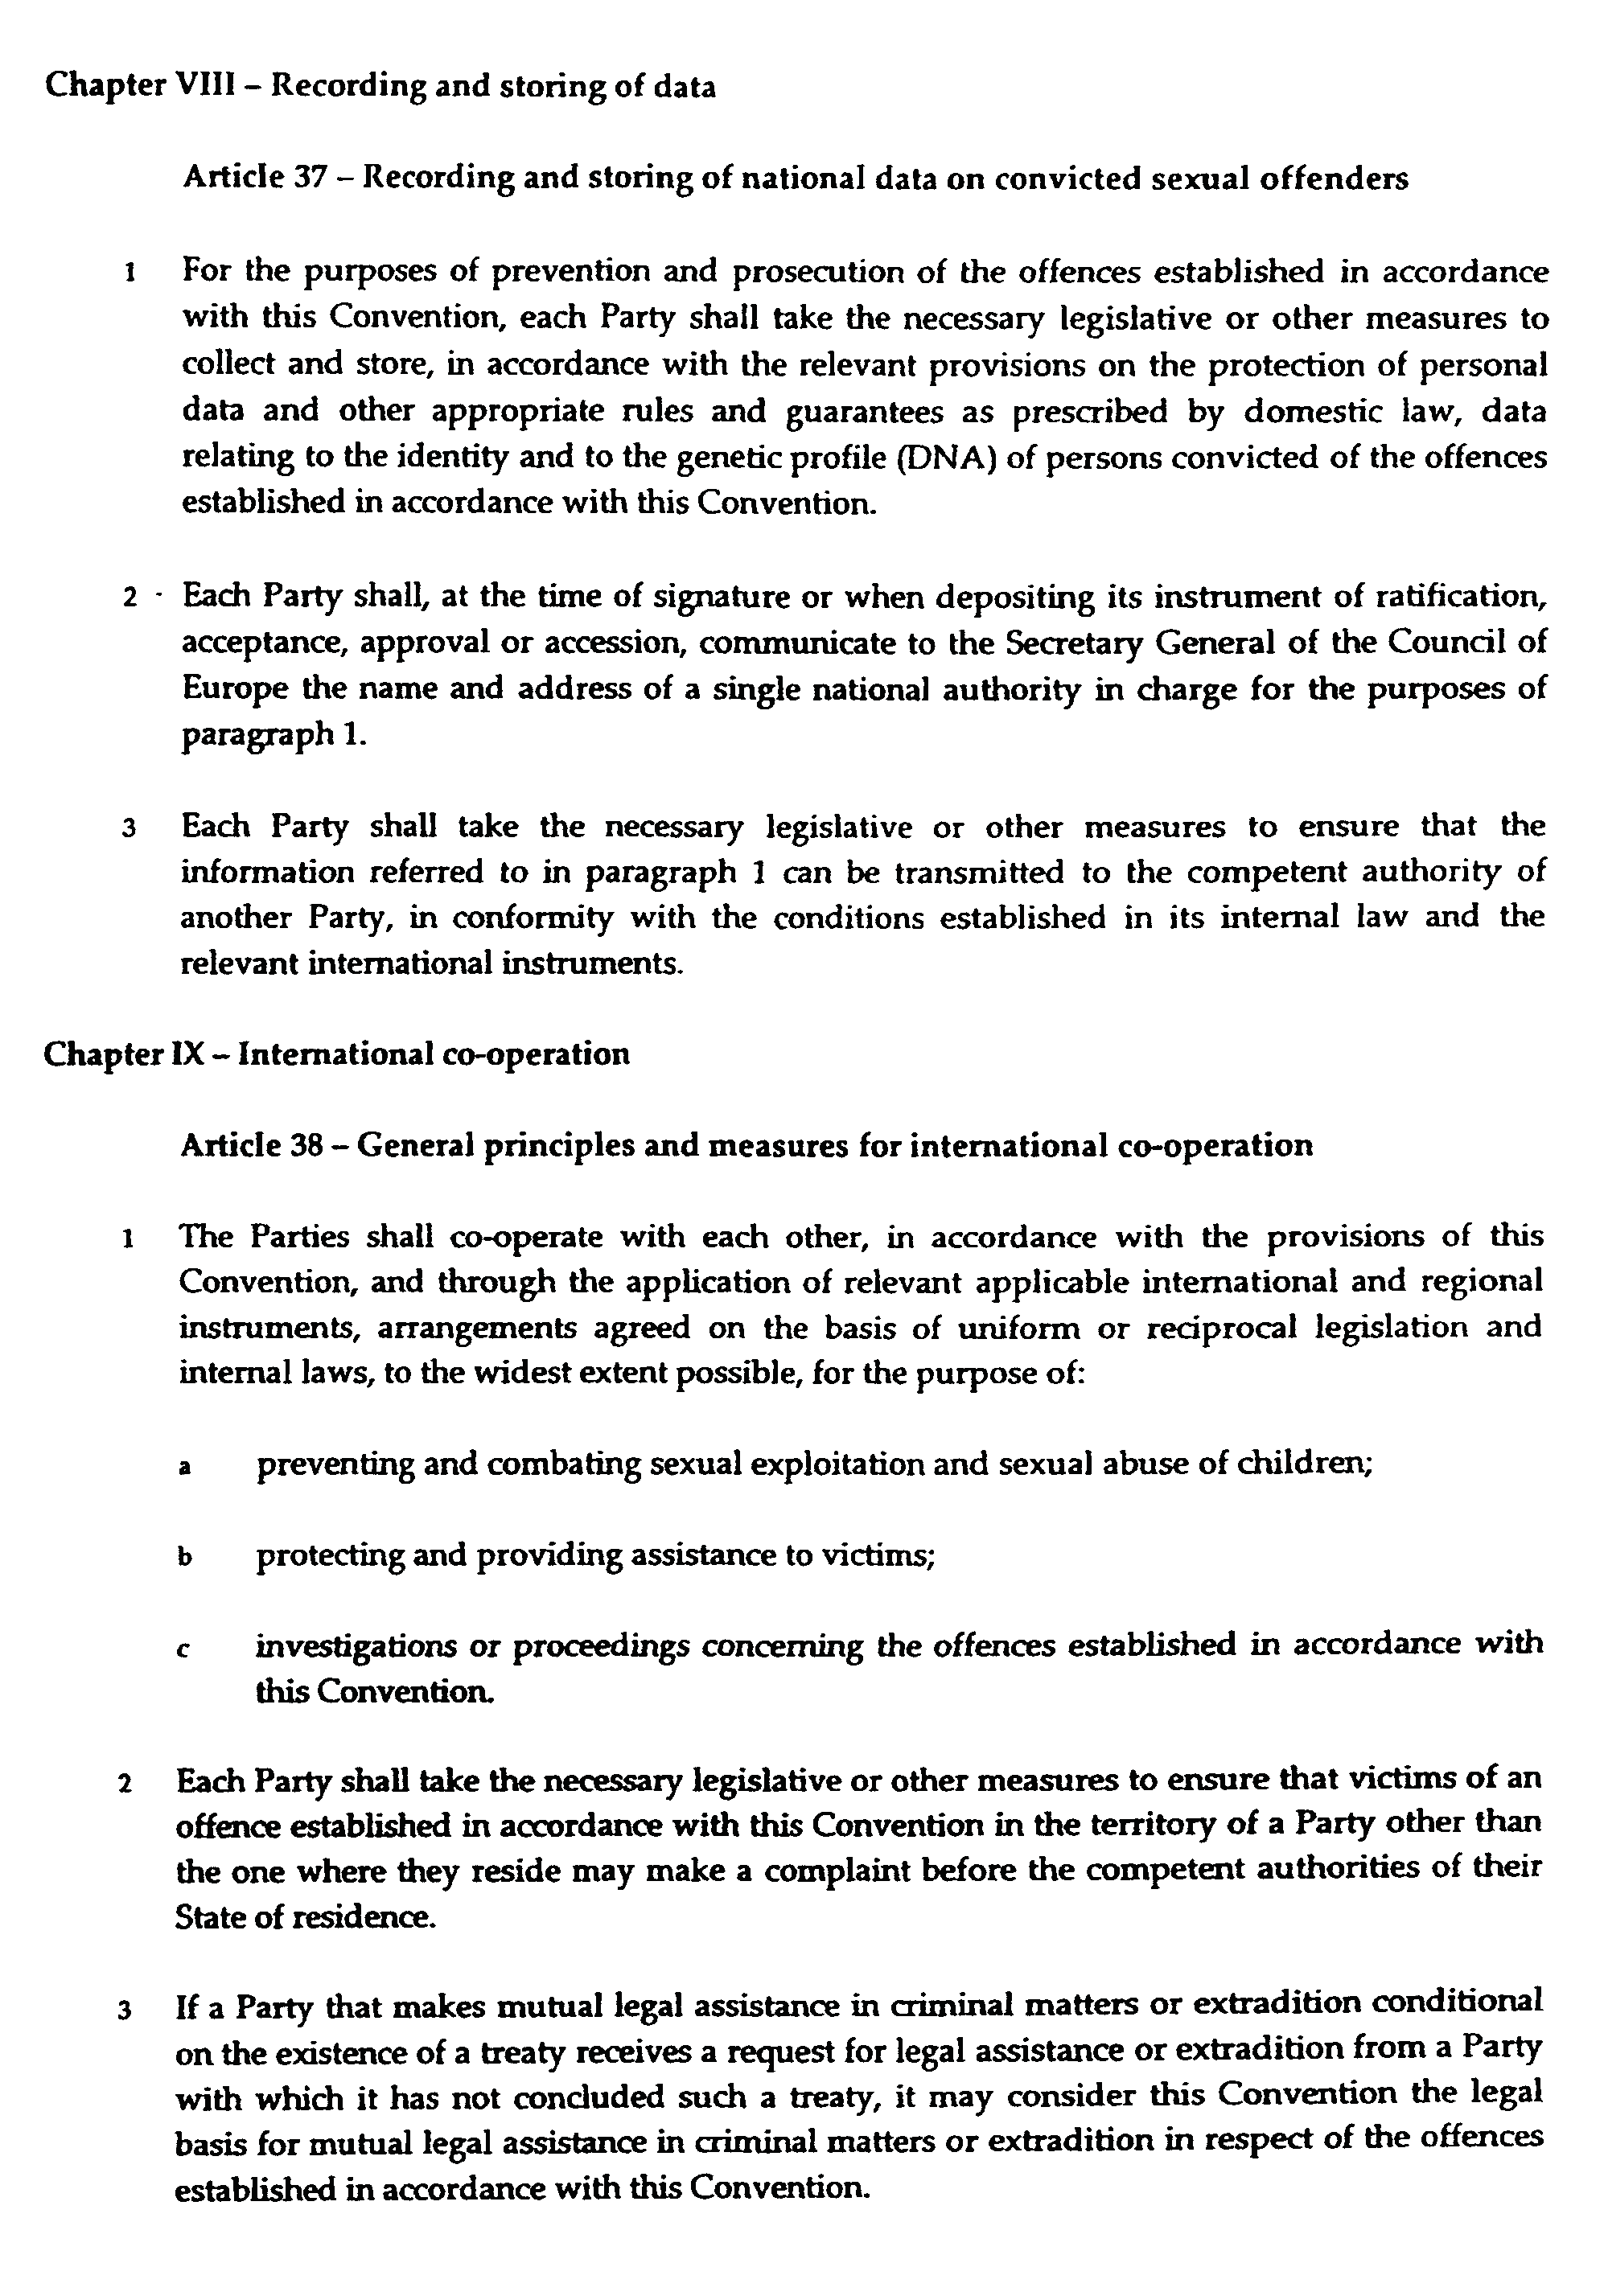 Chapter VIII – Recording and storing of data
Article 37 – Recording and storing of national data on convicted sexual offenders
1 For the purposes of prevention and prosecution of the offences established in accordance
with this Convention, each Party shall take the necessary legislative or other measures to
collect and store, in accordance with the relevant provisions on the protection of personal
data and other appropriate rules and guarantees as prescribed by domestic law, data
relating to the identity and to the genetic profile (DNA) of persons convicted of the offences
established in accordance with this Convention.
2 Each Party shall, at the time of signature or when depositing its instrument of ratification,
acceptance, approval or accession, communicate to the Secretary General of the Council of
Europe the name and address of a single national authority in charge for the purposes of
paragraph 1.
3 Each Party shall take the necessary legislative or other measures to ensure that the
information referred to in paragraph 1 can be transmitted to the competent authority of
another Party, in conformity with the conditions established in its internal law and the
relevant international instruments.
Chapter IX – International co-operation
Article 38 – General principles and measures for international co-operation
1 The Parties shall co-operate with each other, in accordance with the provisions of this
Convention, and through the application of relevant applicable international and regional
instruments, arrangements agreed on the basis of uniform or reciprocal legislation and
internal laws, to the widest extent possible, for the purpose of:
a preventing and combating sexual exploitation and sexual abuse of children;
b protecting and providing assistance to victims;
c investigations or proceedings concerning the offences established in accordance with
this Convention.
2 Each Party shall take the necessary legislative or other measures to ensure that victims of an
offence established in accordance with this Convention in the territory of a Party other than
the one where they reside may make a complaint before the competent authorities of their
State of residence.
3 If a Party that makes mutual legal assistance in criminal matters or extradition conditional
on the existence of a treaty receives a request for legal assistance or extradition from a Party
with which it has not concluded such a treaty, it may consider this Convention the legal
basis for mutual legal assistance in criminal matters or extradition in respect of the offences
established in accordance with this Convention.